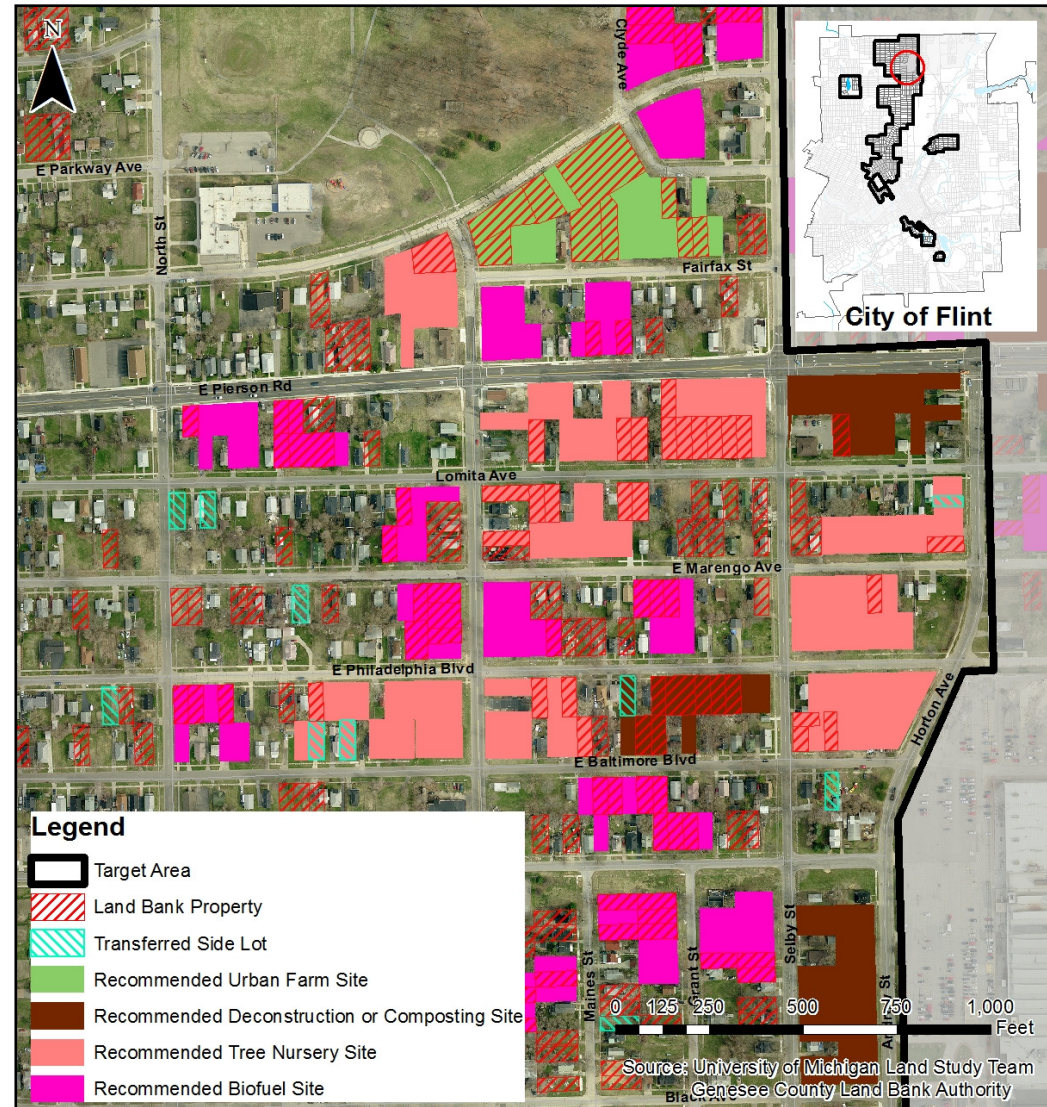 N
Clyde Ave
E Parkway Ave
North St
City of Flint
Fairfax St
E Pierson Rd
Lomita Ave
E Marengo Ave
E Philadelphia Blvd
Horton Ave
E Baltimore Blvd
Legend
Target Area
Land Bank Property
Transferred Side Lot
Recommended Urban Farm Site
Recommended Deconstruction or Composting Site
Recommended Tree Nursery Site
Recommended Biofuel Site
Maines St
Grant St
Selby St
0 125 250 500 750 1,000
Feet
Source: University of Michigan Land Study Team
Genesee County Land Bank Authority